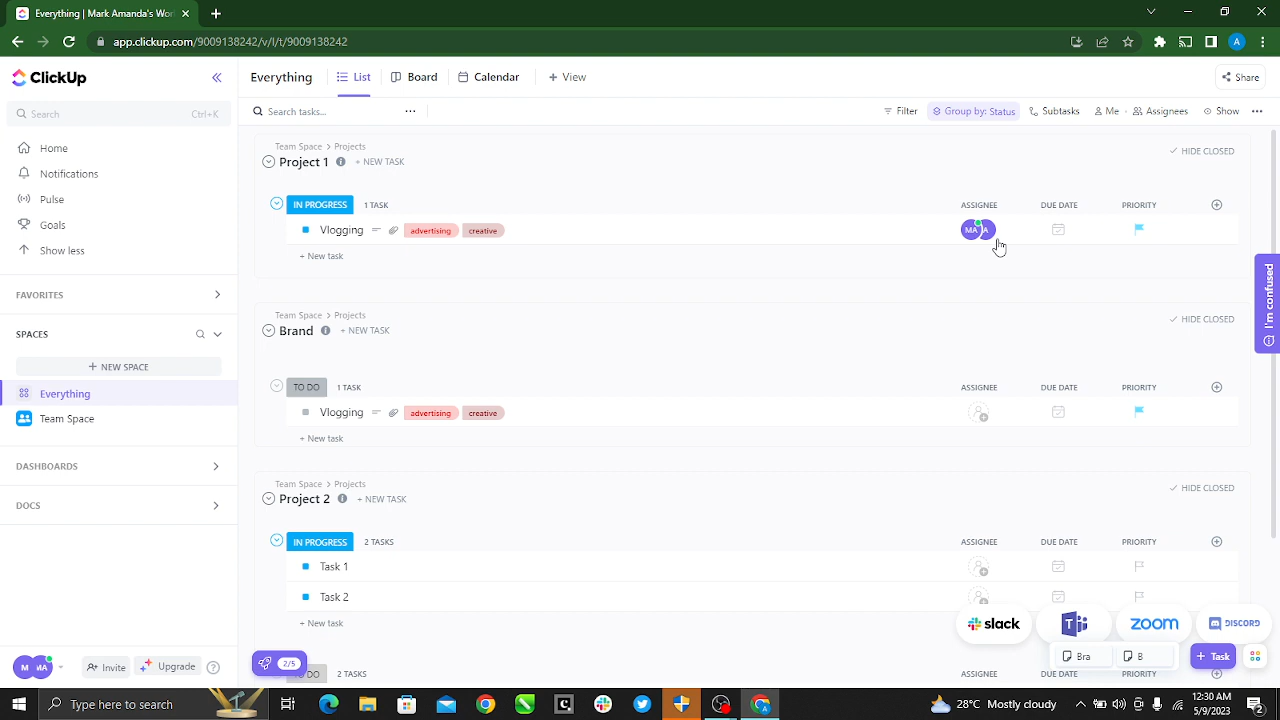 Everything | Mark Amanda's Wor
app.clickup.com/9009138242/v/l/t/9009138242
A
ClickUp
Everything
List
Board
Calendar
+ View
Share
Search
Ctrl+K
Search tasks...
Filter
Group by: Status
Subtasks
Me
Assignees
Show
Home
Notifications
Pulse
Goals
Show less
FAVORITES
SPACES
+ NEW SPACE
Everything
Team Space
DASHBOARDS
DOCS
Team Space > Projects
Project 1
+ NEW TASK
HIDE CLOSED
IN PROGRESS
1 TASK
ASSIGNEE
DUE DATE
PRIORITY
Vlogging
advertising
creative
MA
A
+ New task
I'm confused
Team Space > Projects
Brand
+ NEW TASK
HIDE CLOSED
TO DO
1 TASK
ASSIGNEE
DUE DATE
PRIORITY
Vlogging
advertising
creative
+ New task
Team Space > Projects
Project 2
+ NEW TASK
HIDE CLOSED
IN PROGRESS
2 TASKS
ASSIGNEE
DUE DATE
PRIORITY
Task 1
Task 2
+ New task
slack
zoom
DISCORD
Bra
B
+ Task
M
MA
Invite
Upgrade
2/5
2 TASKS
ASSIGNEE
DUE DATE
PRIORITY
Type here to search
28°C Mostly cloudy
12:30 AM
5/9/2023